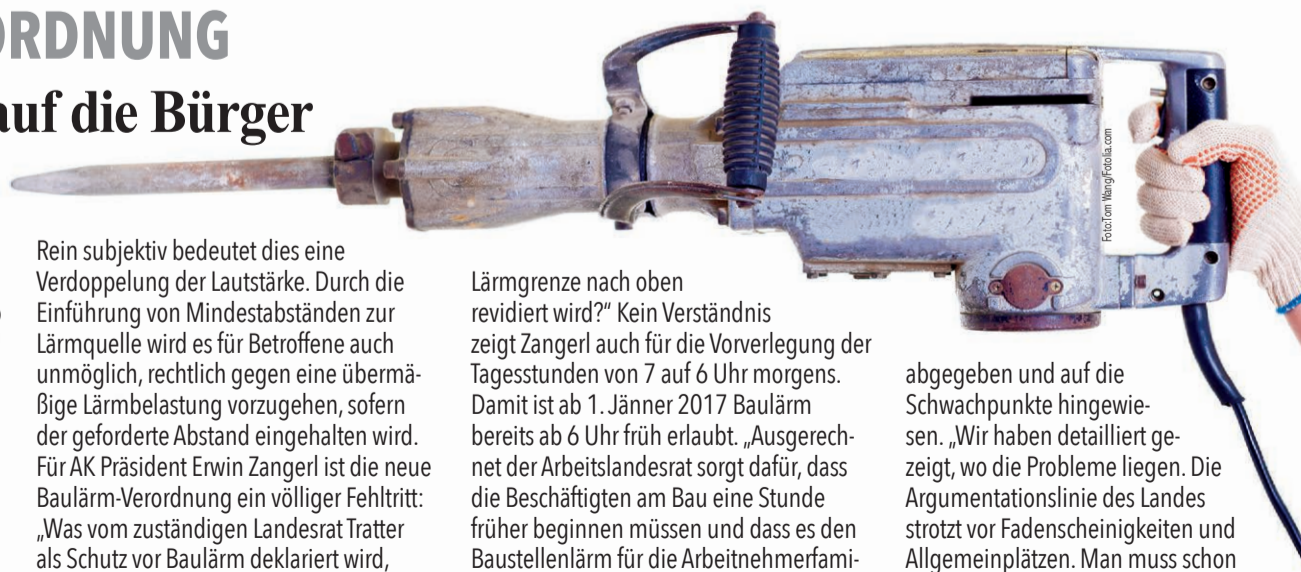 ORDNUNG
auf die Bürger
Foto:Tom Wang/Fotolia.com
Rein subjektiv bedeutet dies eine
Verdoppelung der Lautstärke. Durch die
Einführung von Mindestabständen zur
Lärmquelle wird es für Betroffene auch
unmöglich, rechtlich gegen eine übermä-
ßige Lärmbelastung vorzugehen, sofern
der geforderte Abstand eingehalten wird.
Für AK Präsident Erwin Zangerl ist die neue
Baulärm-Verordnung ein völliger Fehltritt:
„Was vom zuständigen Landesrat Tratter
als Schutz vor Baulärm deklariert wird,
Lärmgrenze nach oben
revidiert wird?“ Kein Verständnis
zeigt Zangerl auch für die Vorverlegung der
Tagesstunden von 7 auf 6 Uhr morgens.
Damit ist ab 1. Jänner 2017 Baulärm
bereits ab 6 Uhr früh erlaubt. „Ausgerech-
net der Arbeitslandesrat sorgt dafür, dass
die Beschäftigten am Bau eine Stunde
früher beginnen müssen und dass es den
Baustellenlärm für die Arbeitnehmerfami-
abgegeben und auf die
Schwachpunkte hingewie-
sen. „Wir haben detailliert ge-
zeigt, wo die Probleme liegen. Die
Argumentationslinie des Landes
strotzt vor Fadenscheinigkeiten und
Allgemeinplätzen. Man muss schon